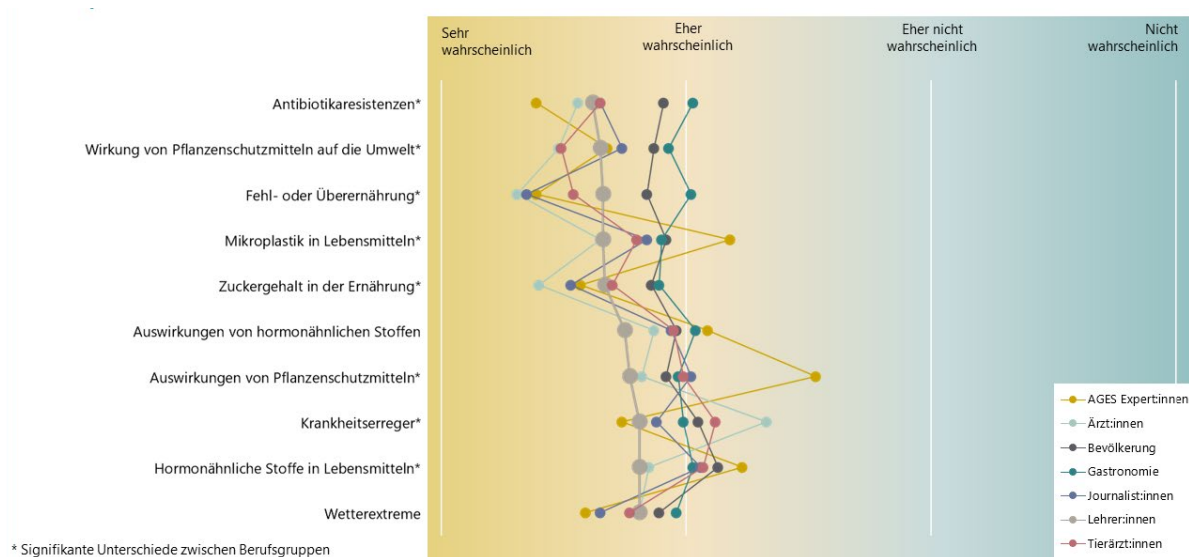 Sehr
wahrscheinlich
Eher
wahrscheinlich
Eher nicht
wahrscheinlich
Nicht
wahrscheinlich
Antibiotikaresistenzen*
Wirkung von Pflanzenschutzmitteln auf die Umwelt*
Fehl- oder Überernährung*
Mikroplastik in Lebensmitteln*
Zuckergehalt in der Ernährung*
Auswirkungen von hormonähnlichen Stoffen
Auswirkungen von Pflanzenschutzmitteln*
Krankheitserreger*
Hormonähnliche Stoffe in Lebensmitteln*
Wetterextreme
AGES Expert:innen
Ärzt:innen
Bevölkerung
Gastronomie
Journalist:innen
Lehrer:innen
Tierärzt:innen
* Signifikante Unterschiede zwischen Berufsgruppen